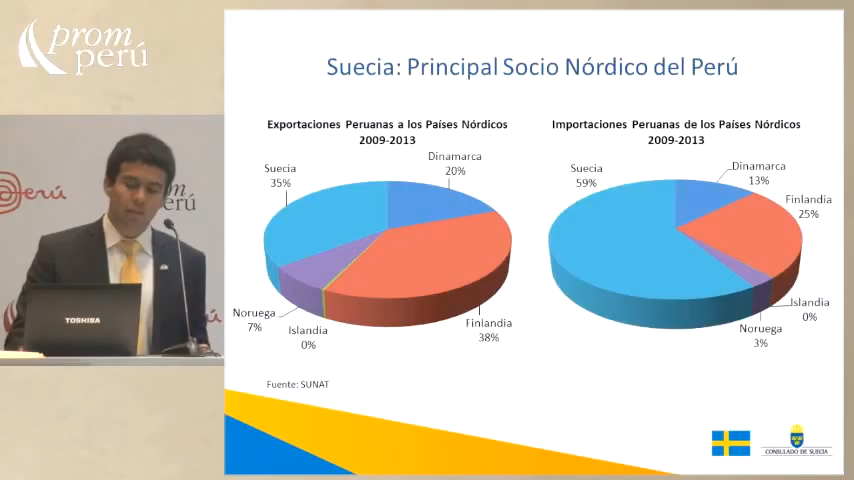 prom
perú
Suecia: Principal Socio Nórdico del Perú
Exportaciones Peruanas a los Países Nórdicos
2009-2013
Dinamarca
20%
Suecia
35%
Noruega
7%
Islandia
0%
Finlandia
38%
Importaciones Peruanas de los Países Nórdicos
2009-2013
Suecia
59%
Dinamarca
13%
Finlandia
25%
Islandia
0%
Noruega
3%
Fuente: SUNAT
CONSULADO DE SUECIA
erú
m
erú
TOSHIBA